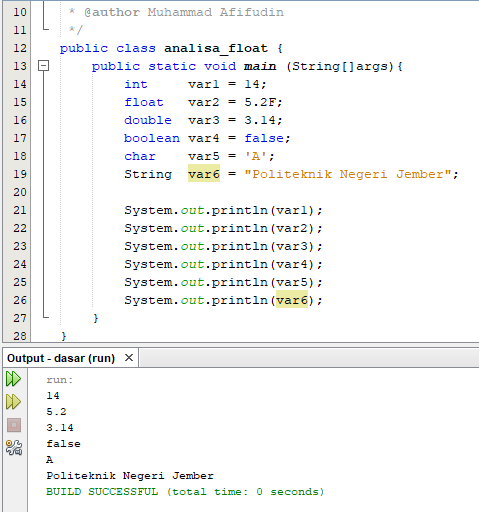 10 * @author Muhammad Afifudin
11 */
12 public class analisa_float {
13 public static void main (String[]args){
14 int var1 = 14;
15 float var2 = 5.2F;
16 double var3 = 3.14;
17 boolean var4 = false;
18 char var5 = 'A';
19 String var6 = "Politeknik Negeri Jember";
20
21 System.out.println(var1);
22 System.out.println(var2);
23 System.out.println(var3);
24 System.out.println(var4);
25 System.out.println(var5);
26 System.out.println(var6);
27 }
28 }
Output - dasar (run) ×
run:
14
5.2
3.14
false
A
Politeknik Negeri Jember
BUILD SUCCESSFUL (total time: 0 seconds)